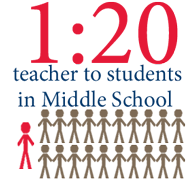 1:20
teacher to students
in Middle School